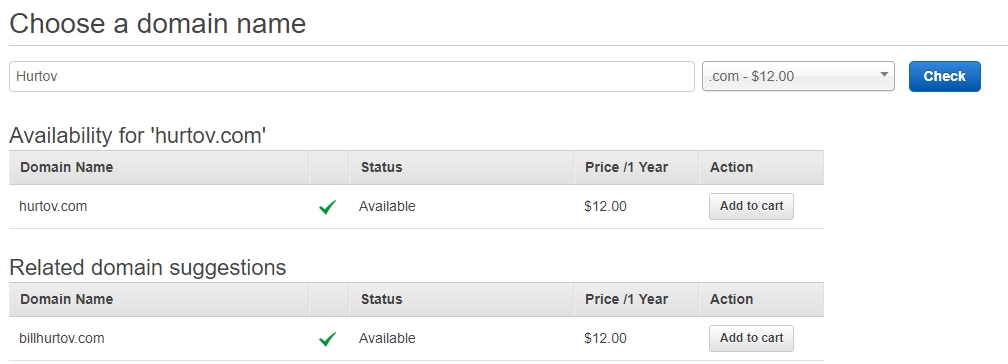 Choose a domain name
Hurtov .com - $12.00 Check
Availability for 'hurtov.com'
Domain Name Status Price /1 Year Action
hurtov.com Available $12.00 Add to cart
Related domain suggestions
Domain Name Status Price /1 Year Action
billhurtov.com Available $12.00 Add to cart